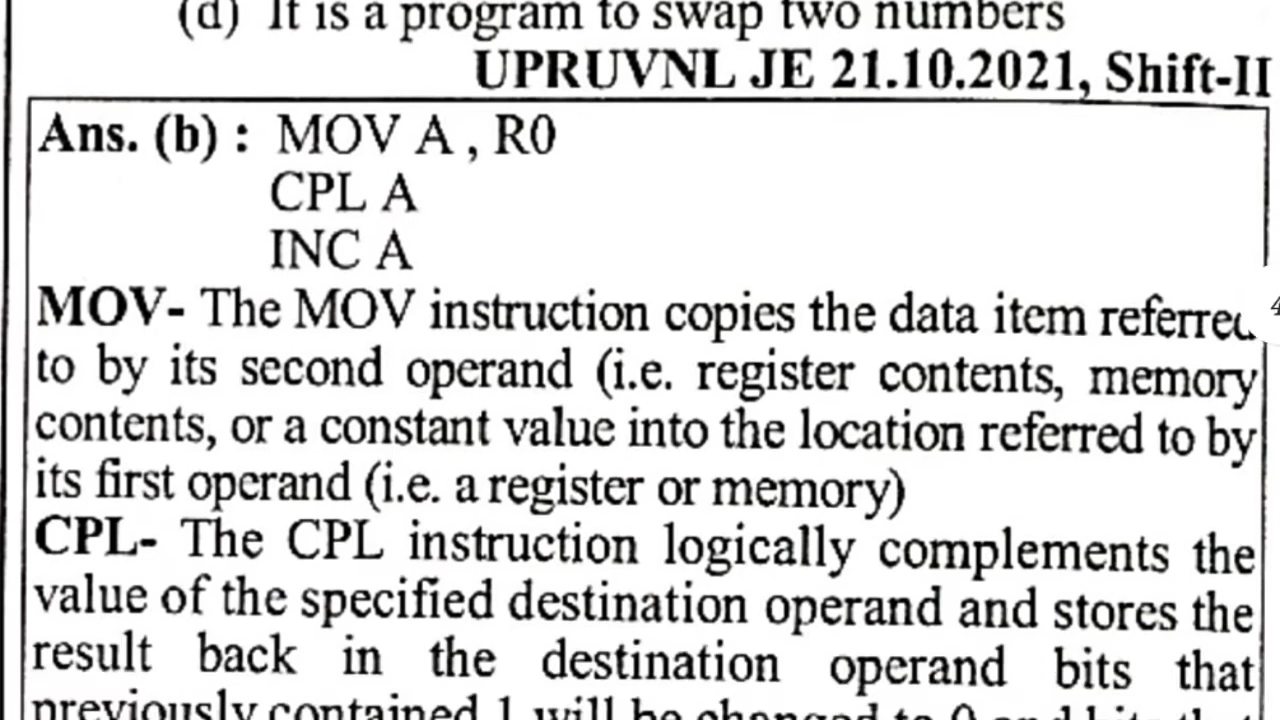 (d) It is a program to swap two numbers
UPRUVNL JE 21.10.2021, Shift-II
Ans. (b) : MOV A , R0
CPL A
INC A
MOV- The MOV instruction copies the data item referred
to by its second operand (i.e. register contents, memory
contents, or a constant value into the location referred to by
its first operand (i.e. a register or memory)
CPL- The CPL instruction logically complements the
value of the specified destination operand and stores the
result back in the destination operand bits that
previously contained 1 will be changed to 0 and bits that